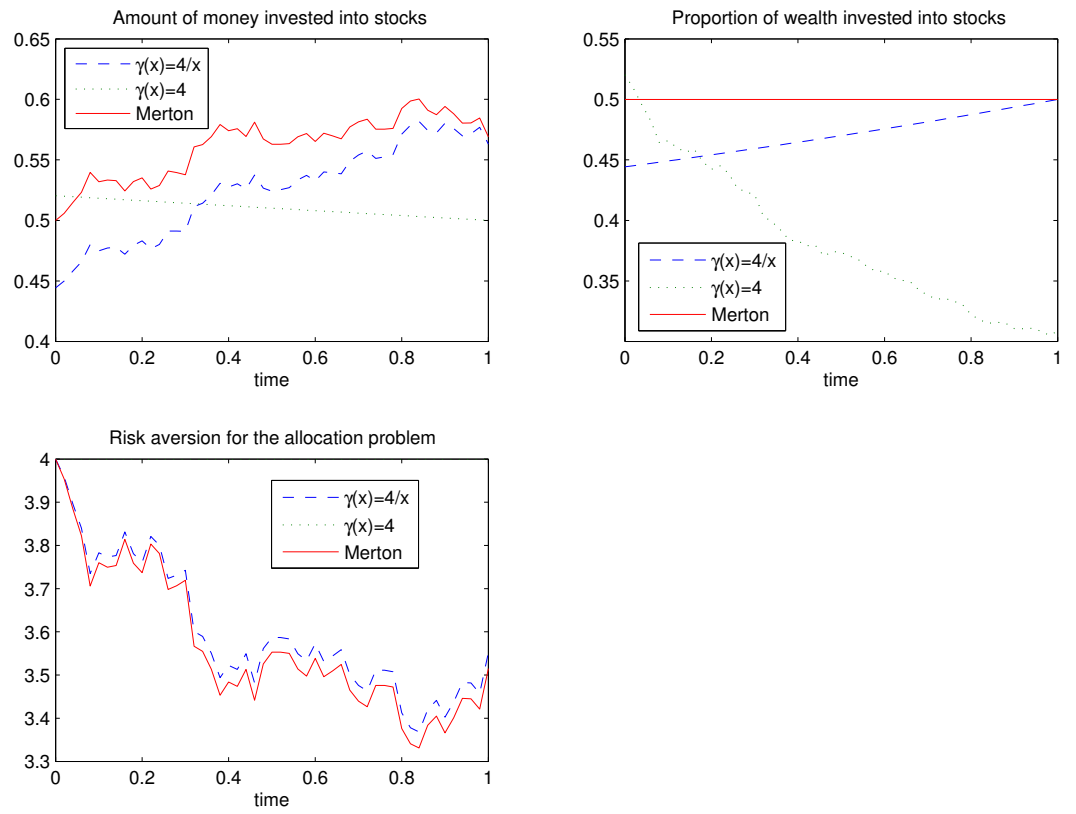 Amount of money invested into stocks
0.65
0.6
0.55
0.5
0.45
0.4
γ(x)=4/x
γ(x)=4
Merton
0 0.2 0.4 0.6 0.8 1
time
Proportion of wealth invested into stocks
0.55
0.5
0.45
0.4
0.35
γ(x)=4/x
γ(x)=4
Merton
0 0.2 0.4 0.6 0.8 1
time
Risk aversion for the allocation problem
4
3.9
3.8
3.7
3.6
3.5
3.4
3.3
γ(x)=4/x
γ(x)=4
Merton
0 0.2 0.4 0.6 0.8 1
time